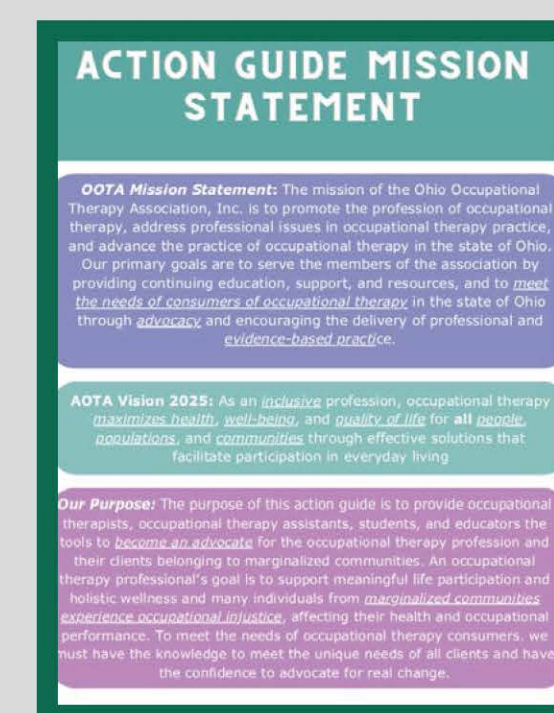 ACTION GUIDE MISSION
STATEMENT
OOTA Mission Statement: The mission of the Ohio Occupational
Therapy Association, Inc. is to promote the profession of occupational
therapy, address professional issues in occupational therapy practice,
and advance the practice of occupational therapy in the state of Ohio.
Our primary goals are to serve the members of the association by
providing continuing education, support, and resources, and to meet
the needs of consumers of occupational therapy in the state of Ohio
through advocacy and encouraging the delivery of professional and
evidence-based practice.
AOTA Vision 2025: As an inclusive profession, occupational therapy
maximizes health, well-being, and quality of life for all people,
populations, and communities through effective solutions that
facilitate participation in everyday living
Our Purpose: The purpose of this action guide is to provide occupational
therapists, occupational therapy assistants, students, and educators the
tools to become an advocate for the occupational therapy profession and
their clients belonging to marginalized communities. An occupational
therapy professional's goal is to support meaningful life participation and
holistic wellness and many individuals from marginalized communities
experience occupational injustice, affecting their health and occupational
performance. To meet the needs of occupational therapy consumers. we
must have the knowledge to meet the unique needs of all clients and have
the confidence to advocate for real change.